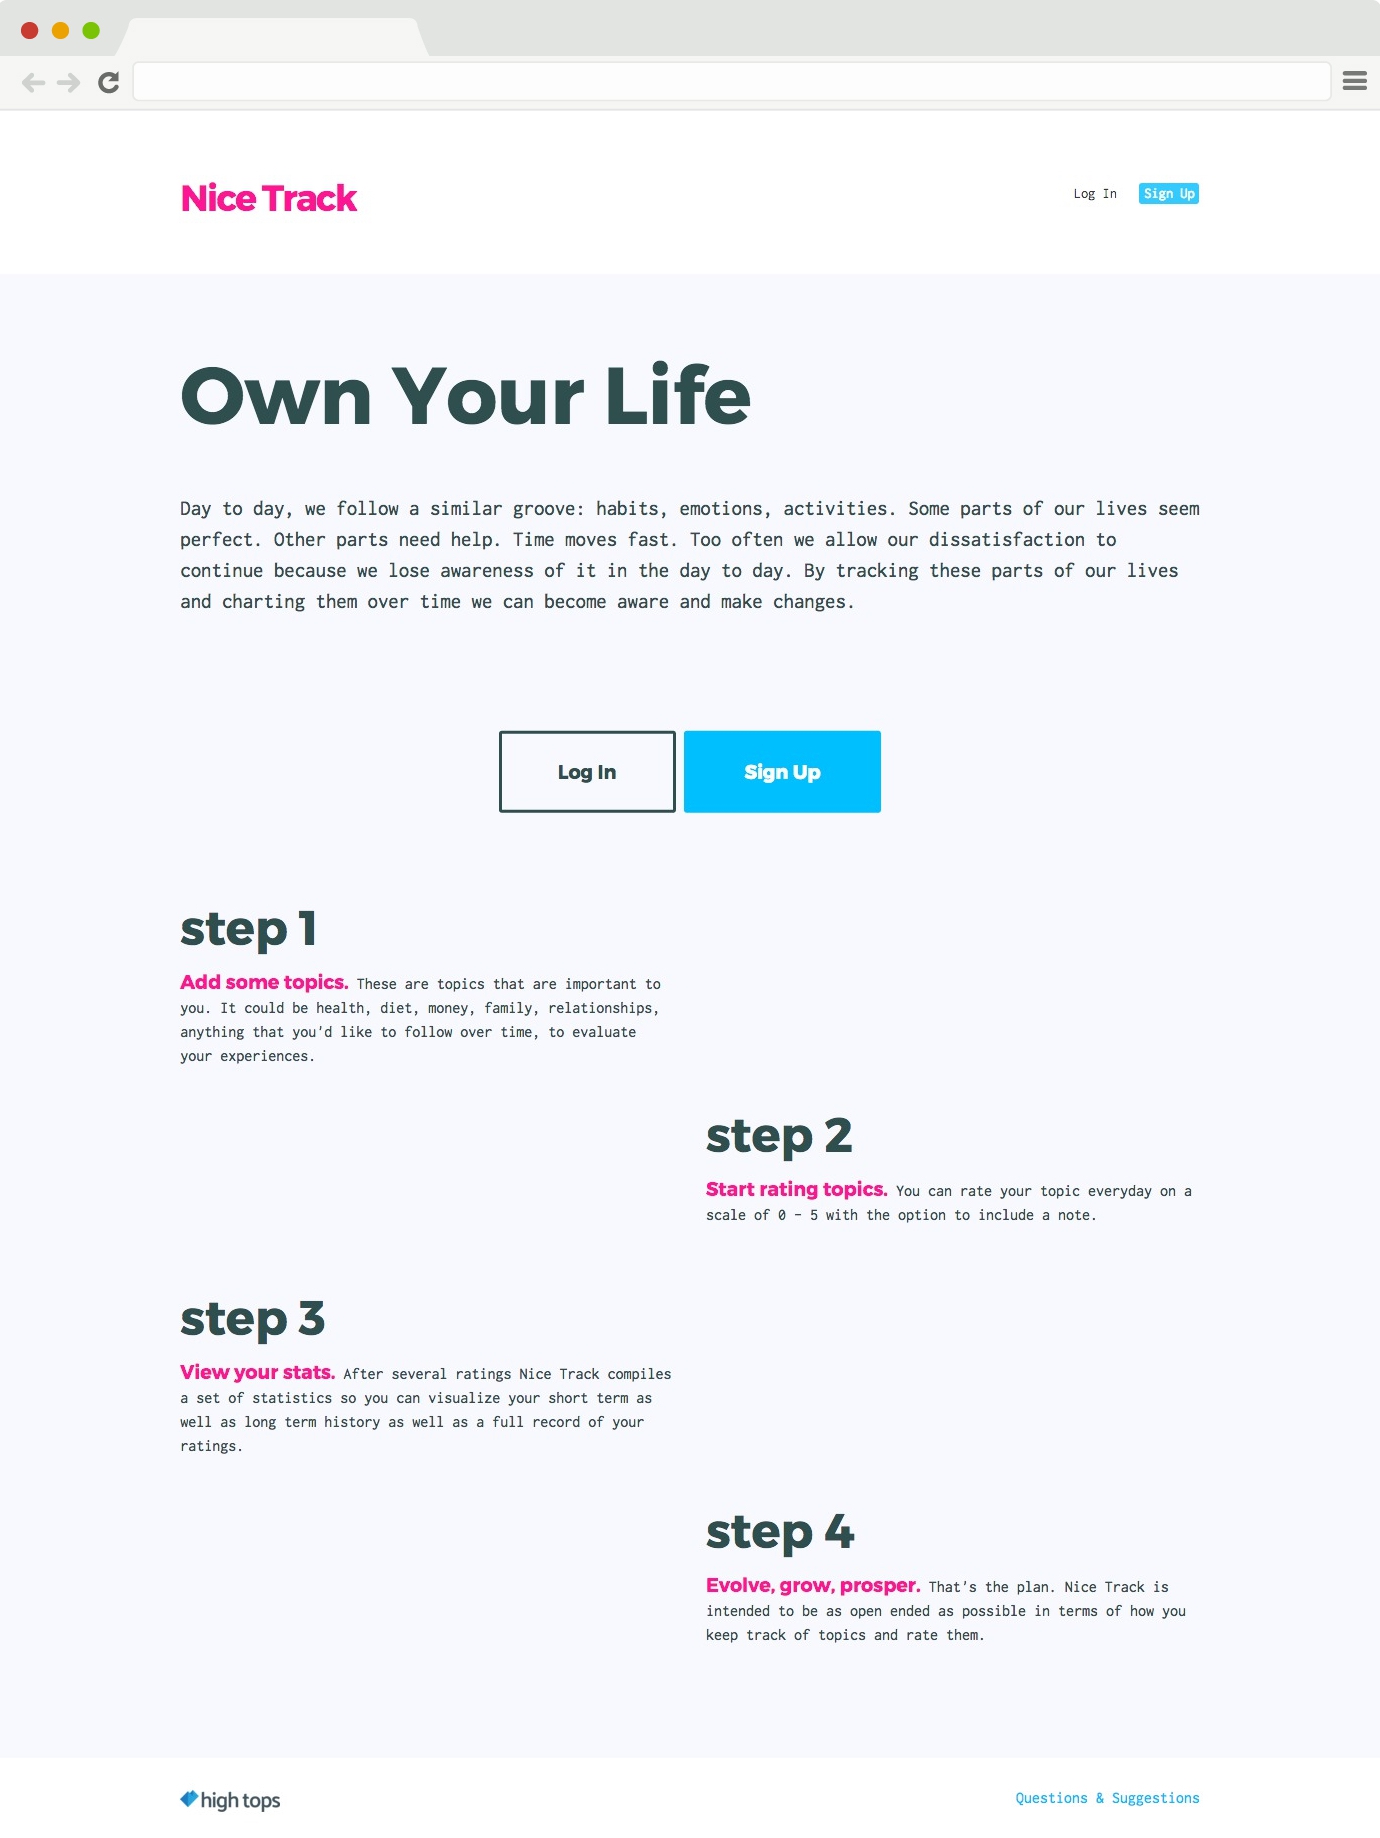 Nice Track
Log In
Sign Up
Own Your Life
Day to day, we follow a similar groove: habits, emotions, activities. Some parts of our lives seem
perfect. Other parts need help. Time moves fast. Too often we allow our dissatisfaction to
continue because we lose awareness of it in the day to day. By tracking these parts of our lives
and charting them over time we can become aware and make changes.
Log In
Sign Up
step 1
Add some topics. These are topics that are important to
you. It could be health, diet, money, family, relationships,
anything that you'd like to follow over time, to evaluate
your experiences.
step 2
Start rating topics. You can rate your topic everyday on a
scale of 0 - 5 with the option to include a note.
step 3
View your stats. After several ratings Nice Track compiles
a set of statistics so you can visualize your short term as
well as long term history as well as a full record of your
ratings.
step 4
Evolve, grow, prosper. That's the plan. Nice Track is
intended to be as open ended as possible in terms of how you
keep track of topics and rate them.
high tops
Questions & Suggestions